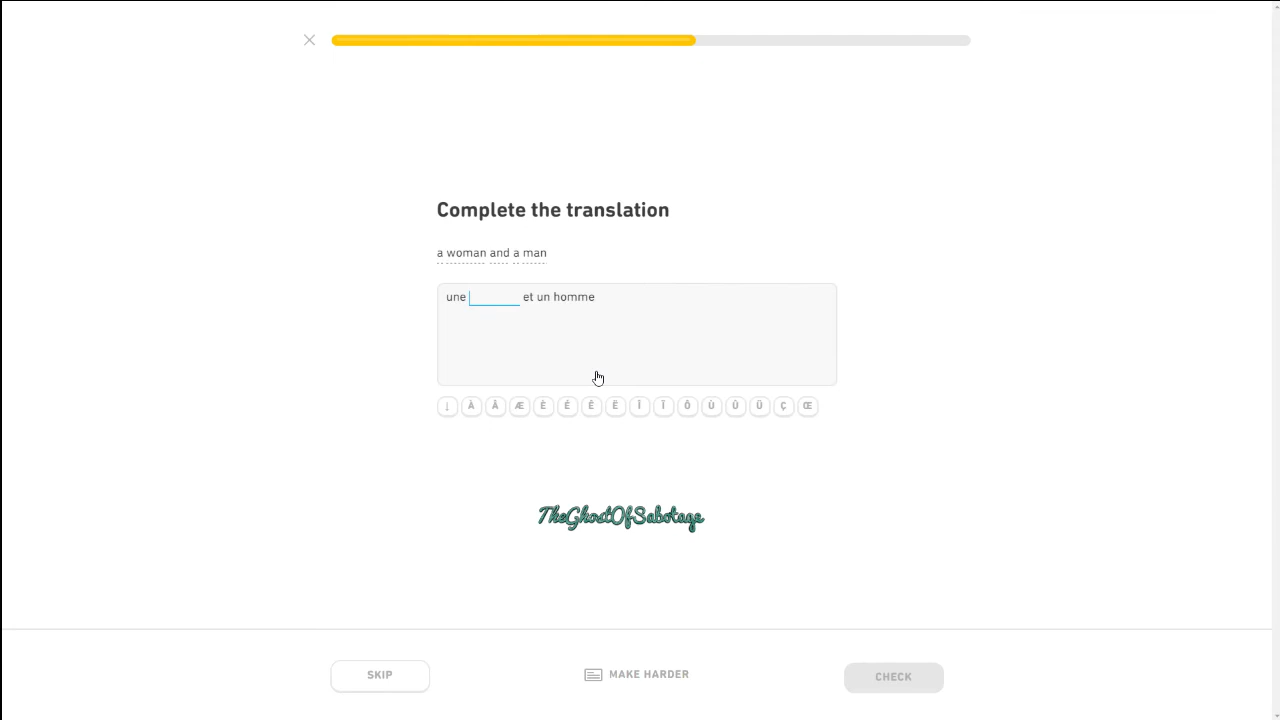 Complete the translation
a woman and a man
une et un homme
↓ À Â Æ È É Ê Ë Î Ï Ô Ù Û Ü Ç Œ
TheGhostOfSabotage
SKIP
MAKE HARDER
CHECK